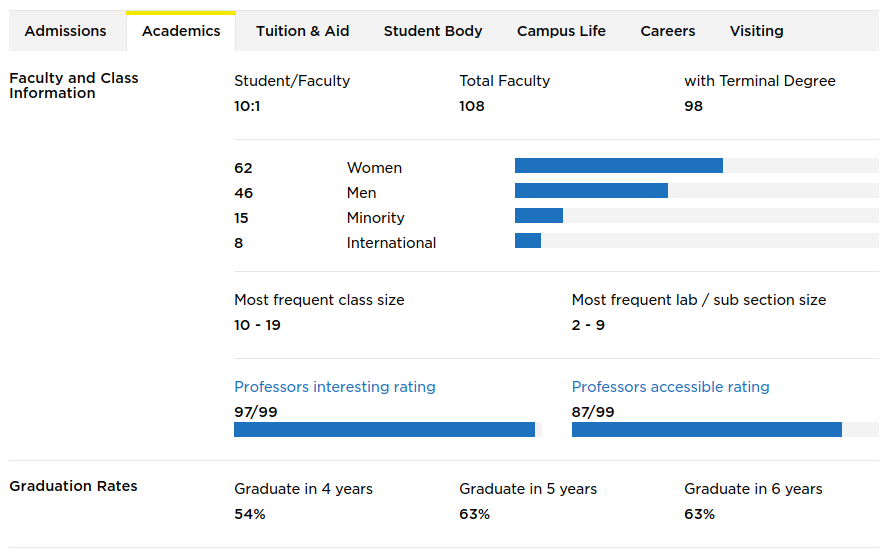 Admissions Academics Tuition & Aid Student Body Campus Life Careers Visiting
Faculty and Class
Information
Student/Faculty Total Faculty with Terminal Degree
10:1 108 98
62 Women
46 Men
15 Minority
8 International
Most frequent class size Most frequent lab / sub section size
10 - 19 2 - 9
Professors interesting rating Professors accessible rating
97/99 87/99
Graduation Rates
Graduate in 4 years Graduate in 5 years Graduate in 6 years
54% 63% 63%